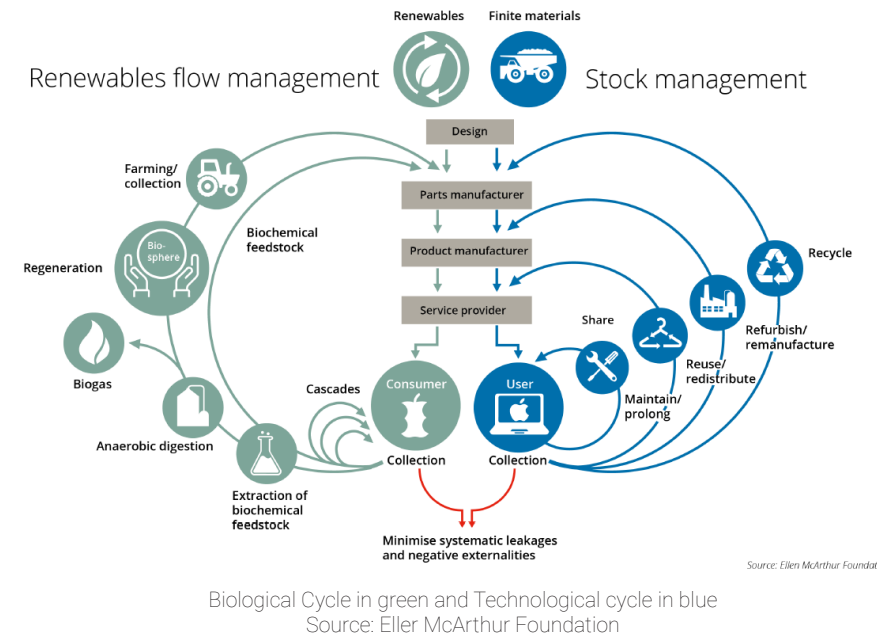 Renewables
Finite materials
Renewables flow management
Stock management
Design
Farming/
collection
Parts manufacturer
Biochemical
feedstock
Bio-
sphere
Product manufacturer
Recycle
Regeneration
Service provider
Share
Refurbish/
remanufacture
Reuse/
redistribute
Biogas
Cascades
Consumer
User
Maintain/
prolong
Anaerobic digestion
Collection
Collection
Extraction of
biochemical
feedstock
Minimise systematic leakages
and negative externalities
Source: Ellen McArthur Foundat
Biological Cycle in green and Technological cycle in blue
Source: Eller McArthur Foundation